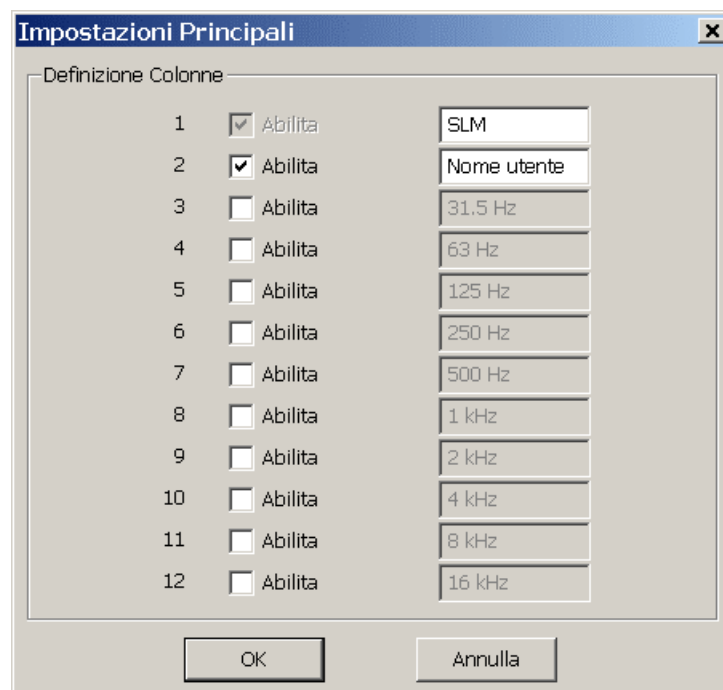 Impostazioni Principali
Definizione Colonne
1 Abilita SLM
2 Abilita Nome utente
3 Abilita 31.5 Hz
4 Abilita 63 Hz
5 Abilita 125 Hz
6 Abilita 250 Hz
7 Abilita 500 Hz
8 Abilita 1 kHz
9 Abilita 2 kHz
10 Abilita 4 kHz
11 Abilita 8 kHz
12 Abilita 16 kHz
OK Annulla